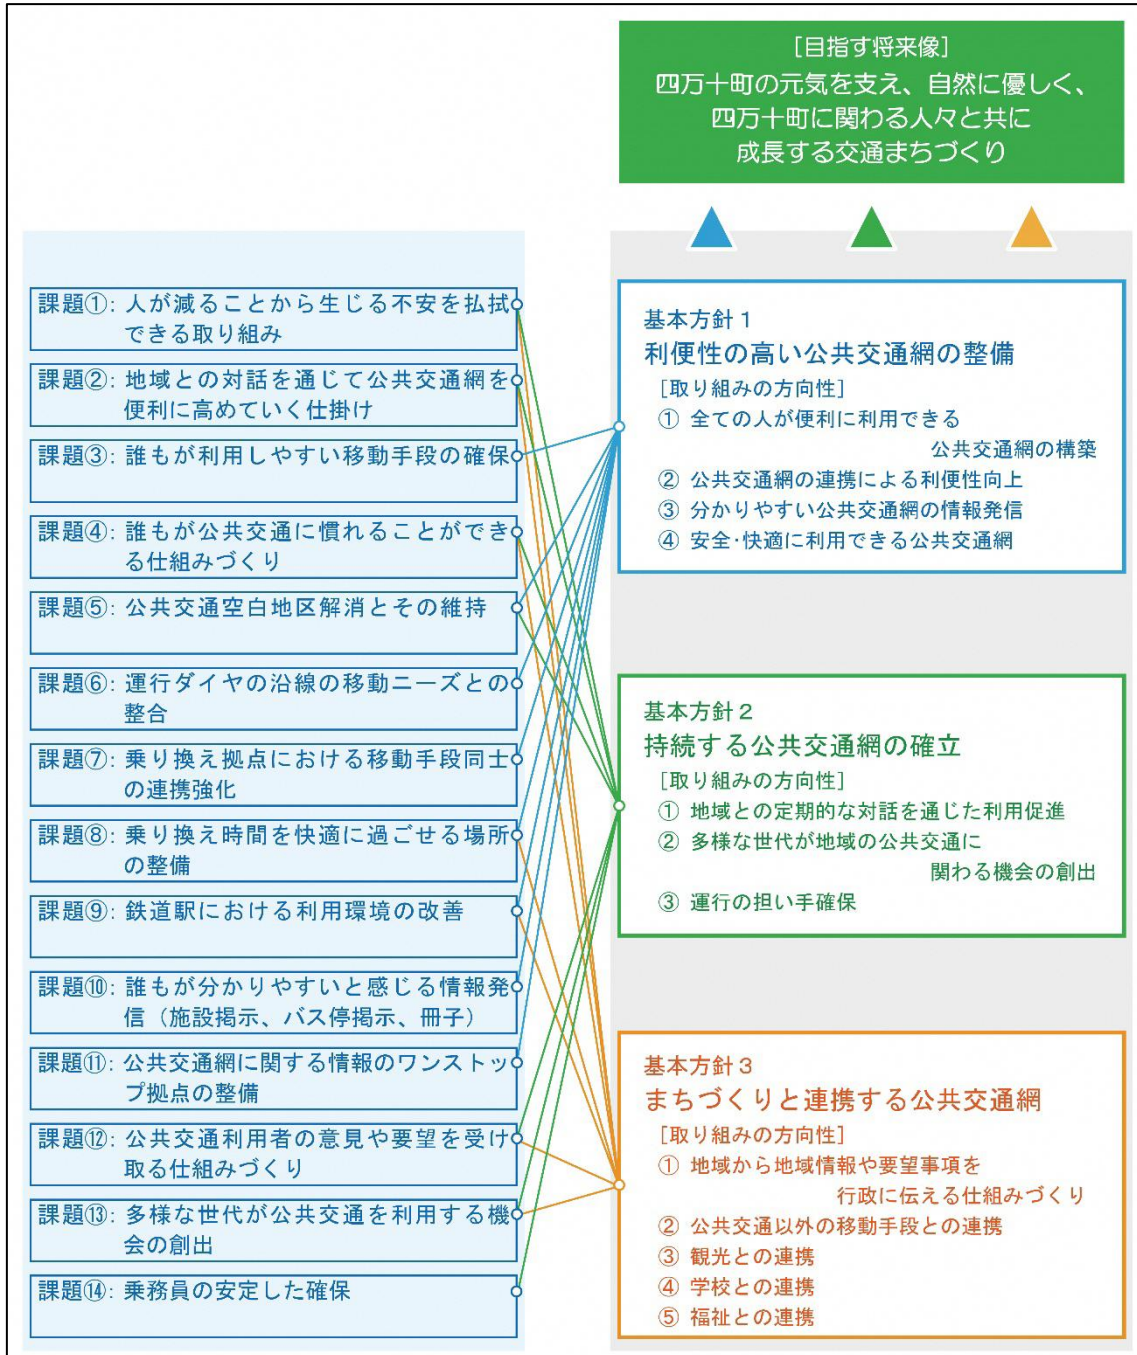 [目指す将来像]
四万十町の元気を支え、自然に優しく、
四万十町に関わる人々と共に
成長する交通まちづくり
課題①: 人が減ることから生じる不安を払拭
できる取り組み
課題②: 地域との対話を通じて公共交通網を
便利に高めていく仕掛け
課題③: 誰もが利用しやすい移動手段の確保
課題④: 誰もが公共交通に慣れることができ
る仕組みづくり
課題⑤: 公共交通空白地区解消とその維持
課題⑥: 運行ダイヤの沿線の移動ニーズとの
整合
課題⑦: 乗り換え拠点における移動手段同士
の連携強化
課題⑧: 乗り換え時間を快適に過ごせる場所
の整備
課題⑨: 鉄道駅における利用環境の改善
課題⑩: 誰もが分かりやすいと感じる情報発
信（施設掲示、バス停掲示、冊子）
課題⑪: 公共交通網に関する情報のワンストッ
プ拠点の整備
課題⑫: 公共交通利用者の意見や要望を受け
取る仕組みづくり
課題⑬: 多様な世代が公共交通を利用する機
会の創出
課題⑭: 乗務員の安定した確保
基本方針1
利便性の高い公共交通網の整備
[取り組みの方向性]
① 全ての人が便利に利用できる
公共交通網の構築
② 公共交通網の連携による利便性向上
③ 分かりやすい公共交通網の情報発信
④ 安全・快適に利用できる公共交通網
基本方針2
持続する公共交通網の確立
[取り組みの方向性]
① 地域との定期的な対話を通じた利用促進
② 多様な世代が地域の公共交通に
関わる機会の創出
③ 運行の担い手確保
基本方針3
まちづくりと連携する公共交通網
[取り組みの方向性]
① 地域から地域情報や要望事項を
行政に伝える仕組みづくり
② 公共交通以外の移動手段との連携
③ 観光との連携
④ 学校との連携
⑤ 福祉との連携